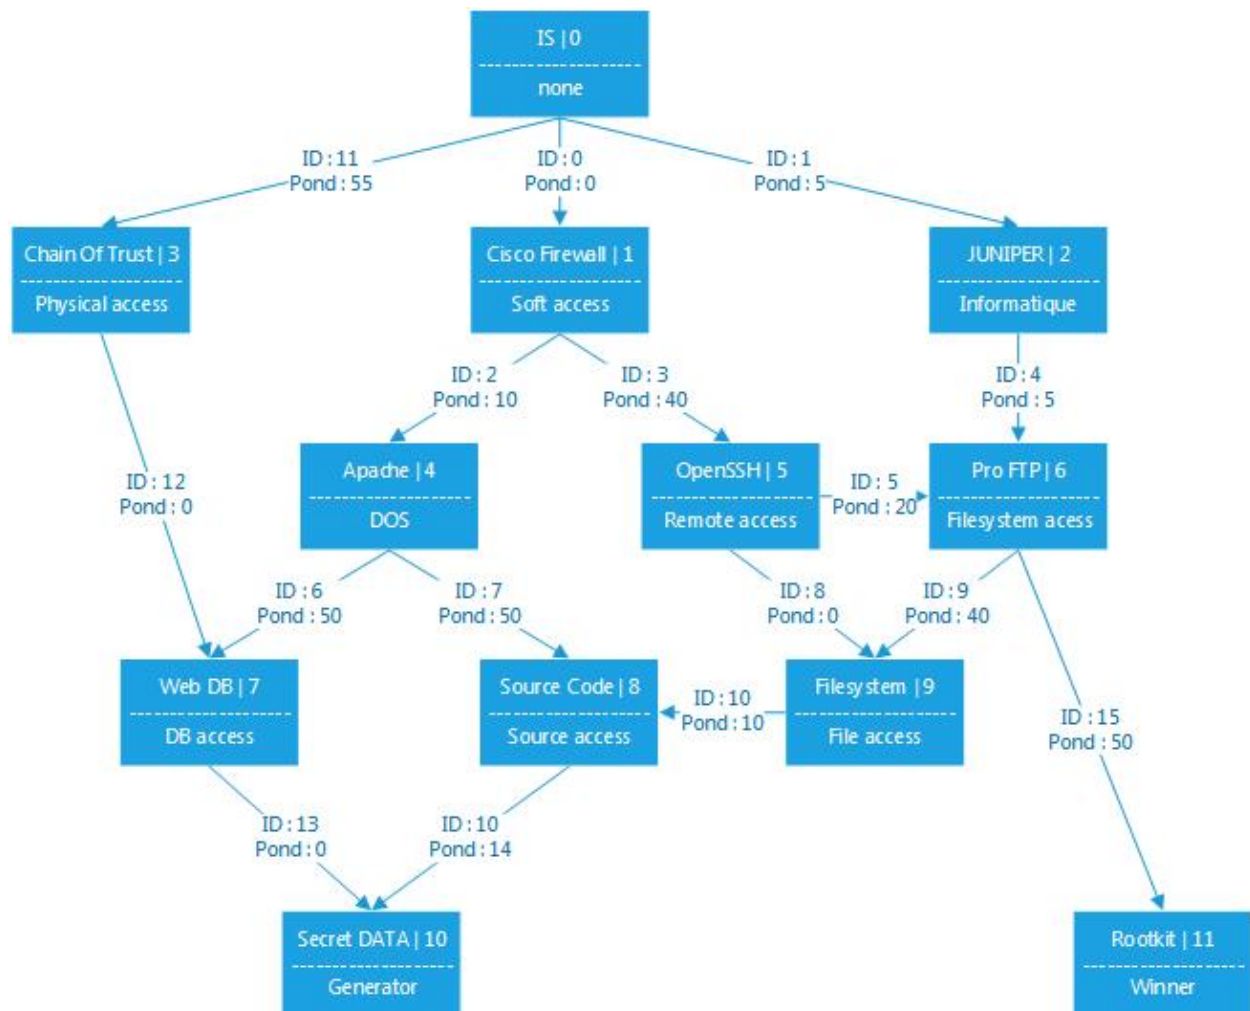 IS | 0
none
ID : 11
Pond : 55
ID : 0
Pond : 0
ID : 1
Pond : 5
Chain Of Trust | 3
Physical access
Cisco Firewall | 1
Soft access
JUNIPER | 2
Informatique
ID : 2
Pond : 10
ID : 3
Pond : 40
ID : 4
Pond : 5
ID : 12
Pond : 0
Apache | 4
DOS
OpenSSH | 5
Remote access
ID : 5
Pond : 20
Pro FTP | 6
Filesystem acess
ID : 6
Pond : 50
ID : 7
Pond : 50
ID : 8
Pond : 0
ID : 9
Pond : 40
Web DB | 7
DB access
Source Code | 8
Source access
ID : 10
Pond : 10
Filesystem | 9
File access
ID : 15
Pond : 50
ID : 13
Pond : 0
ID : 10
Pond : 14
Secret DATA | 10
Generator
Rootkit | 11
Winner